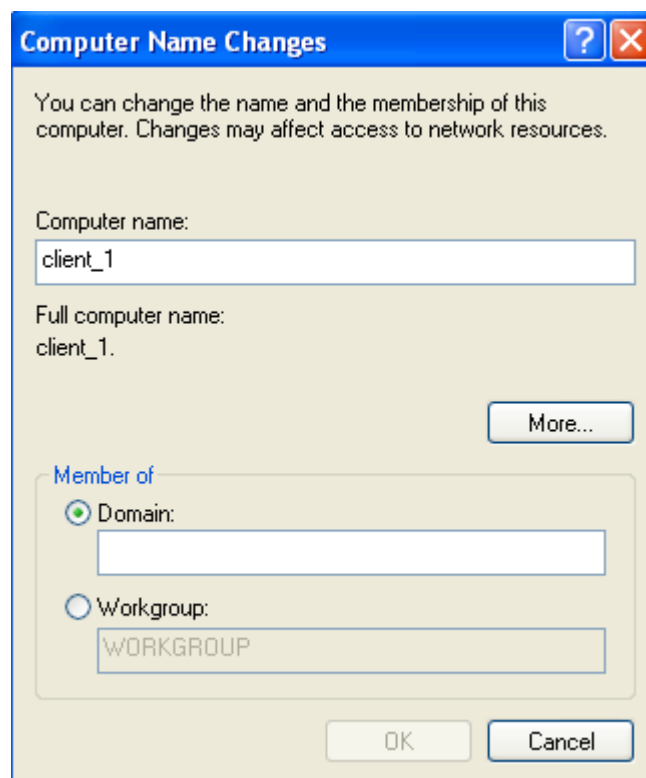 Computer Name Changes
You can change the name and the membership of this
computer. Changes may affect access to network resources.
Computer name:
client_1
Full computer name:
client_1.
More...
Member of
Domain:
Workgroup:
WORKGROUP
OK Cancel